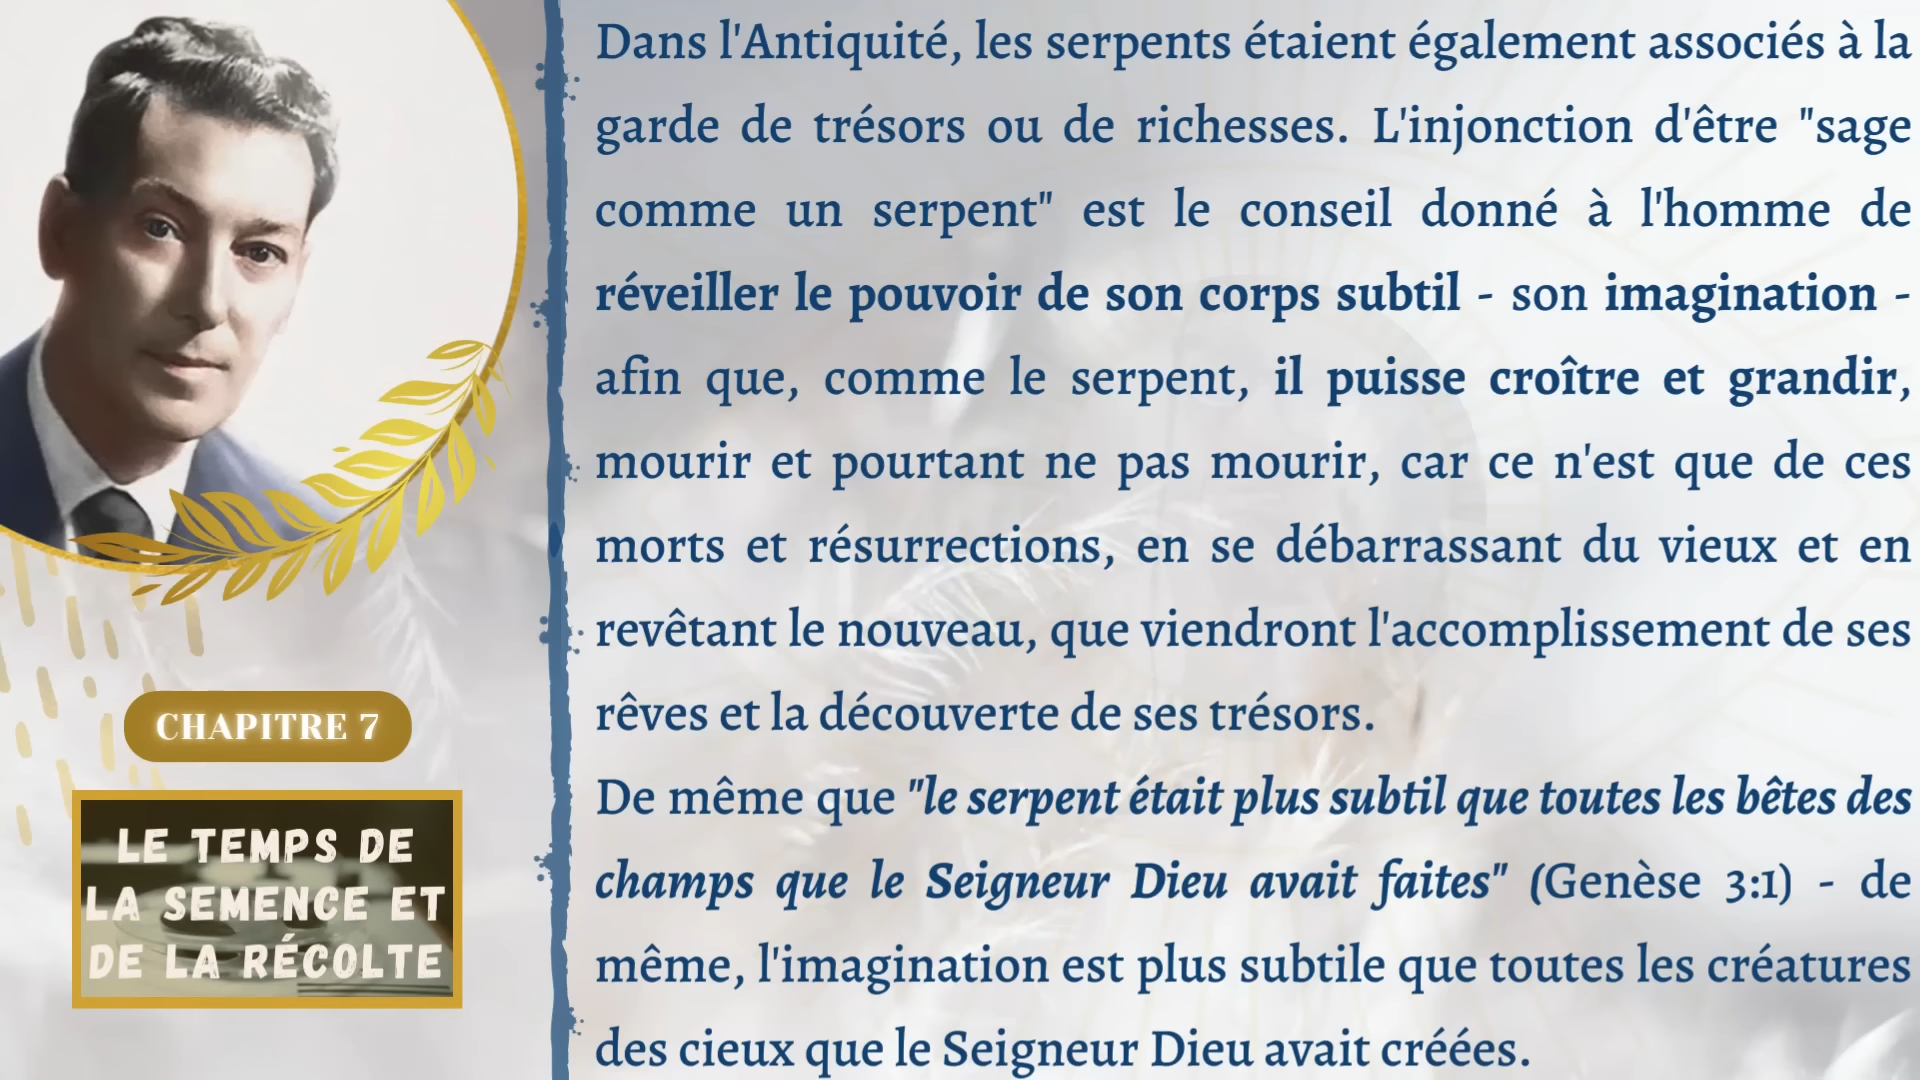 CHAPITRE 7
LE TEMPS DE
LA SEMENCE ET
DE LA RÉCOLTE
Dans l'Antiquité, les serpents étaient également associés à la
garde de trésors ou de richesses. L'injonction d'être "sage
comme un serpent" est le conseil donné à l'homme de
réveiller le pouvoir de son corps subtil - son imagination -
afin que, comme le serpent, il puisse croître et grandir,
mourir et pourtant ne pas mourir, car ce n'est que de ces
morts et résurrections, en se débarrassant du vieux et en
revêtant le nouveau, que viendront l'accomplissement de ses
rêves et la découverte de ses trésors.
De même que "le serpent était plus subtil que toutes les bêtes des
champs que le Seigneur Dieu avait faites" (Genèse 3:1) - de
même, l'imagination est plus subtile que toutes les créatures
des cieux que le Seigneur Dieu avait créées.